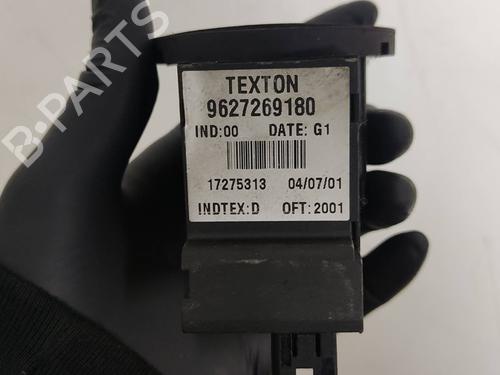 TEXTON
9627269180
IND:00 DATE: G1
17275313 04/07/01
INDTEX:D OFT:2001
B-PARTS